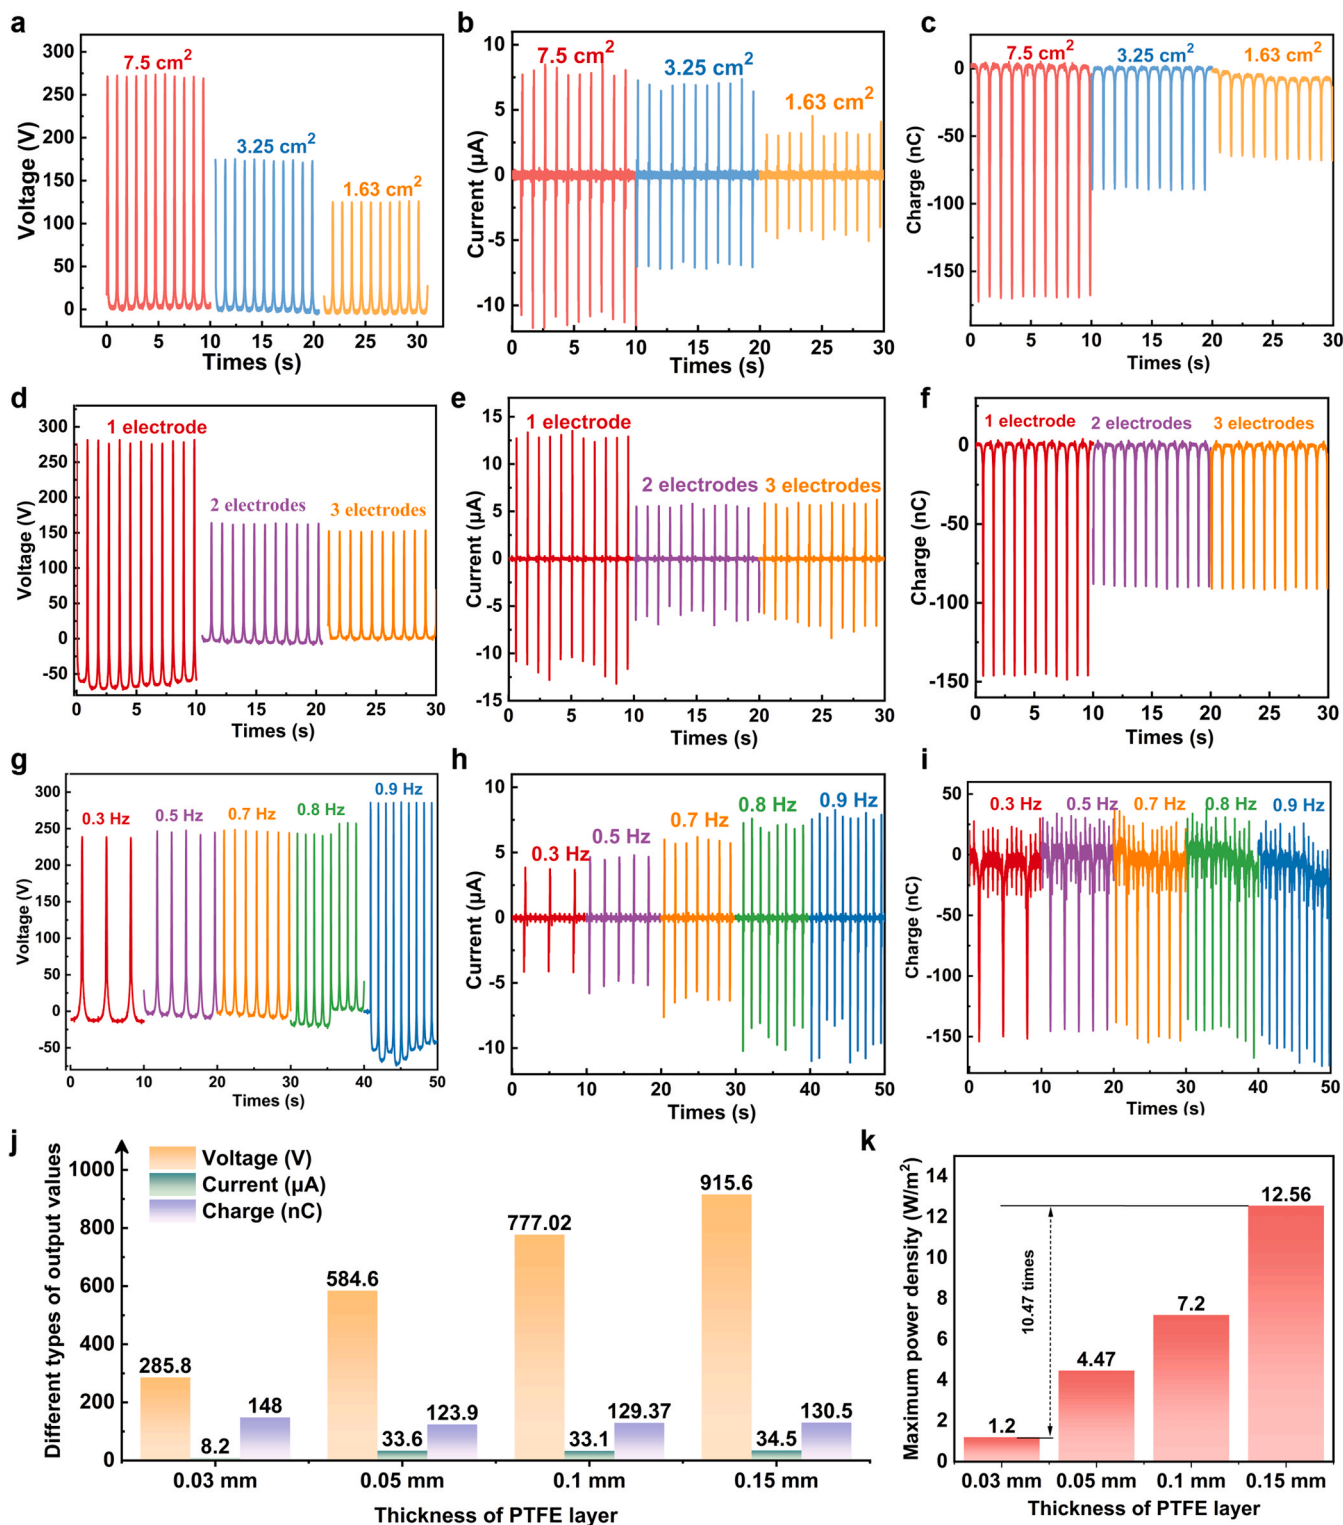 a
Voltage (V)
300
250
200
150
100
50
0
7.5 cm²
3.25 cm²
1.63 cm²
0 5 10 15 20 25 30
Times (s)
b
Current (μA)
10
5
0
-5
-10
7.5 cm²
3.25 cm²
1.63 cm²
0 5 10 15 20 25 30
Times (s)
c
Charge (nC)
0
-50
-100
-150
7.5 cm²
3.25 cm²
1.63 cm²
0 5 10 15 20 25 30
Times (s)
d
Voltage (V)
300
250
200
150
100
50
0
-50
1 electrode
2 electrodes
3 electrodes
0 5 10 15 20 25 30
Times (s)
e
Current (μA)
15
10
5
0
-5
-10
-15
1 electrode
2 electrodes
3 electrodes
0 5 10 15 20 25 30
Times (s)
f
Charge (nC)
0
-50
-100
-150
1 electrode
2 electrodes
3 electrodes
0 5 10 15 20 25 30
Times (s)
g
Voltage (V)
300
250
200
150
100
50
0
-50
0.3 Hz
0.5 Hz
0.7 Hz
0.8 Hz
0.9 Hz
0 10 20 30 40 50
Times (s)
h
Current (μA)
10
5
0
-5
-10
0.3 Hz
0.5 Hz
0.7 Hz
0.8 Hz
0.9 Hz
0 10 20 30 40 50
Times (s)
i
Charge (nC)
50
0
-50
-100
-150
0.3 Hz
0.5 Hz
0.7 Hz
0.8 Hz
0.9 Hz
0 10 20 30 40 50
Times (s)
j
Different types of output values
1000
800
600
400
200
0
Voltage (V)
Current (μA)
Charge (nC)
285.8
8.2
148
584.6
33.6
123.9
777.02
33.1
129.37
915.6
34.5
130.5
0.03 mm 0.05 mm 0.1 mm 0.15 mm
Thickness of PTFE layer
k
Maximum power density (W/m²)
14
12
10
8
6
4
2
0
10.47 times
1.2
4.47
7.2
12.56
0.03 mm 0.05 mm 0.1 mm 0.15 mm
Thickness of PTFE layer